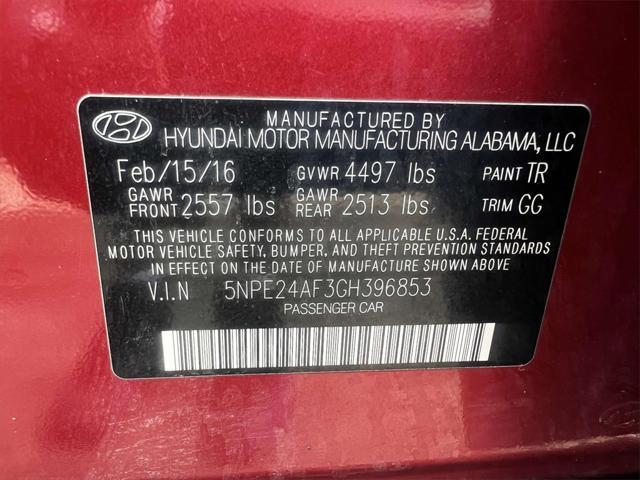 MANUFACTURED BY
HYUNDAI MOTOR MANUFACTURING ALABAMA, LLC
Feb/15/16 GVWR 4497 lbs PAINT TR
GAWR FRONT 2557 lbs GAWR REAR 2513 lbs TRIM GG
THIS VEHICLE CONFORMS TO ALL APPLICABLE U.S.A. FEDERAL
MOTOR VEHICLE SAFETY, BUMPER, AND THEFT PREVENTION STANDARDS
IN EFFECT ON THE DATE OF MANUFACTURE SHOWN ABOVE.
V.I.N 5NPE24AF3GH396853
PASSENGER CAR